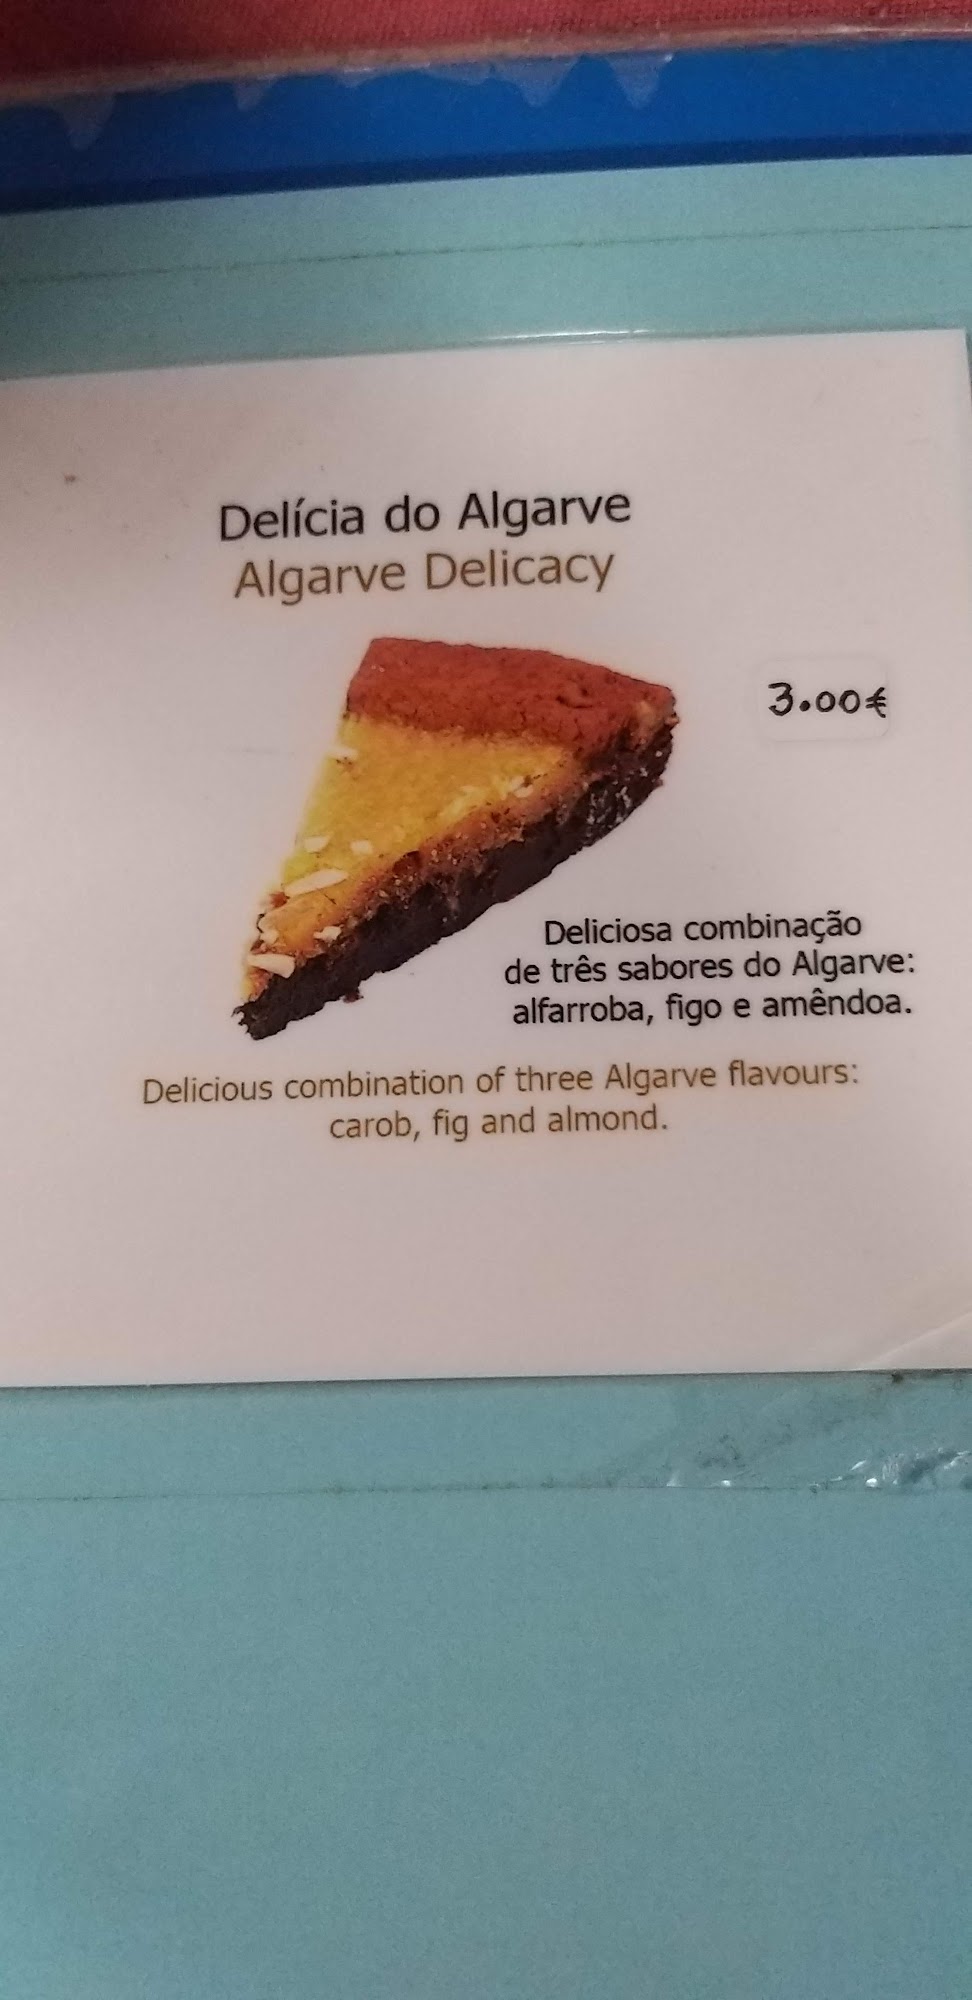 Delícia do Algarve
Algarve Delicacy
3.00€
Deliciosa combinação
de três sabores do Algarve:
alfarroba, figo e amêndoa.
Delicious combination of three Algarve flavours:
carob, fig and almond.